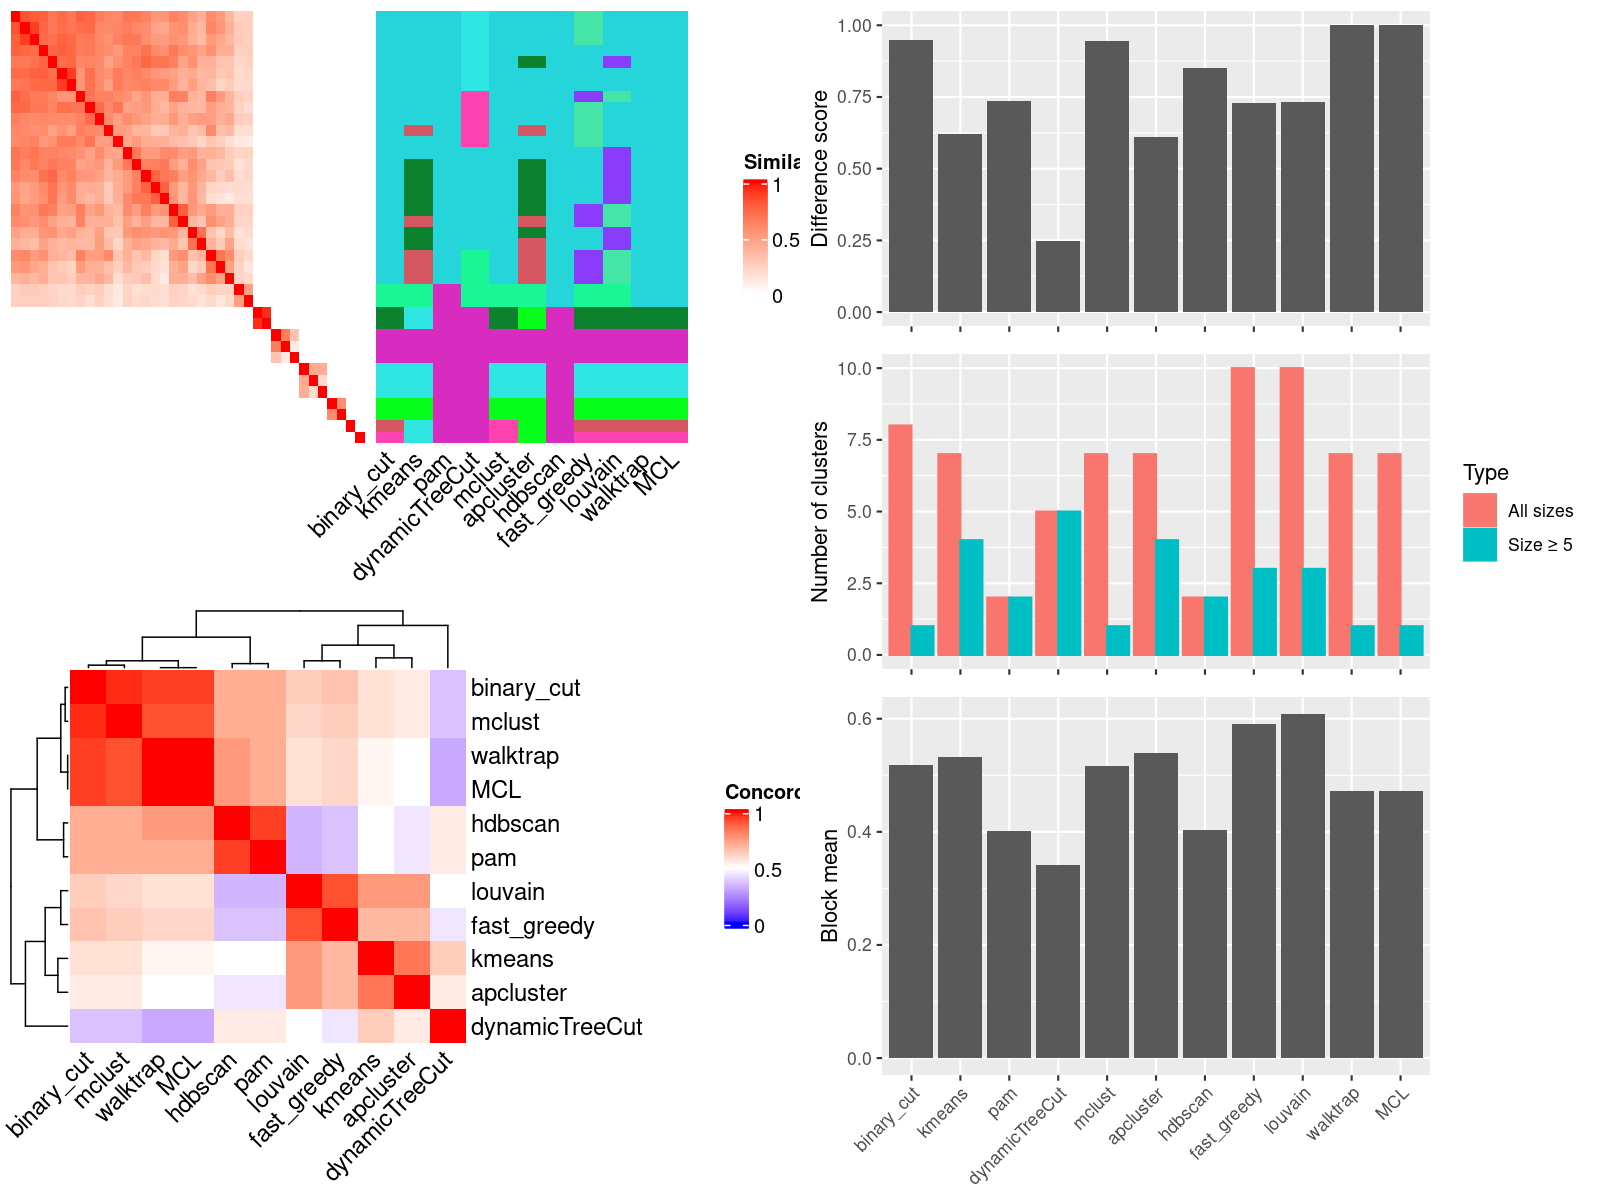 Simila
1
0.5
0
binary_cut
kmeans
pam
dynamicTreeCut
mclust
apcluster
hdbscan
fast_greedy
louvain
walktrap
MCL
binary_cut
mclust
walktrap
MCL
hdbscan
pam
louvain
fast_greedy
kmeans
apcluster
dynamicTreeCut
binary_cut
mclust
walktrap
MCL
hdbscan
pam
louvain
fast_greedy
kmeans
apcluster
dynamicTreeCut
Concord
1
0.5
0
Difference score
1.00
0.75
0.50
0.25
0.00
Number of clusters
10.0
7.5
5.0
2.5
0.0
Type
All sizes
Size ≥ 5
Block mean
0.6
0.4
0.2
0.0
binary_cut
kmeans
pam
dynamicTreeCut
mclust
apcluster
hdbscan
fast_greedy
louvain
walktrap
MCL